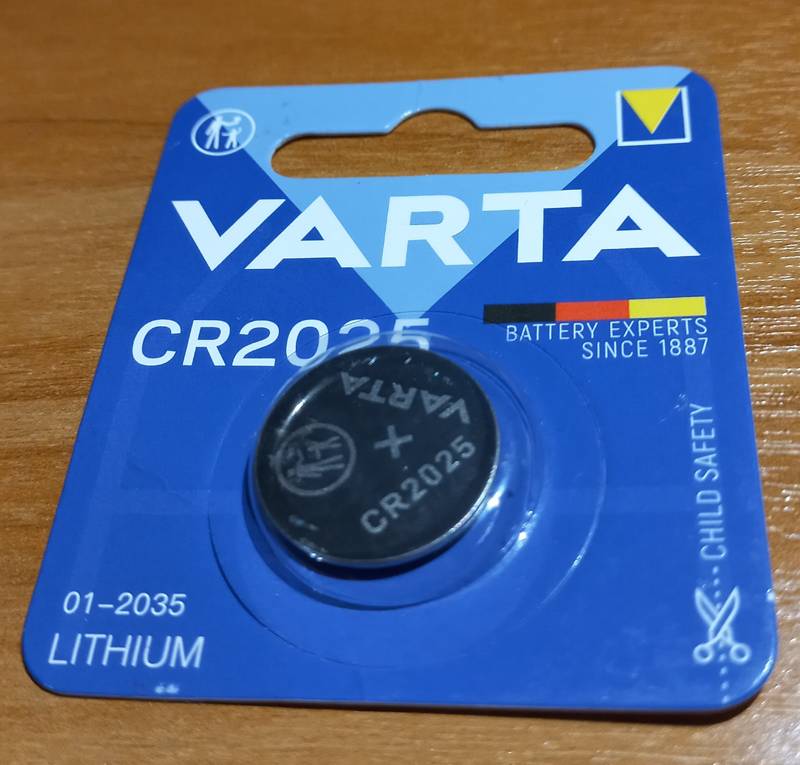 VARTA
CR2025
BATTERY EXPERTS
SINCE 1887
VARTA
+
CR2025
CHILD SAFETY
01-2035
LITHIUM